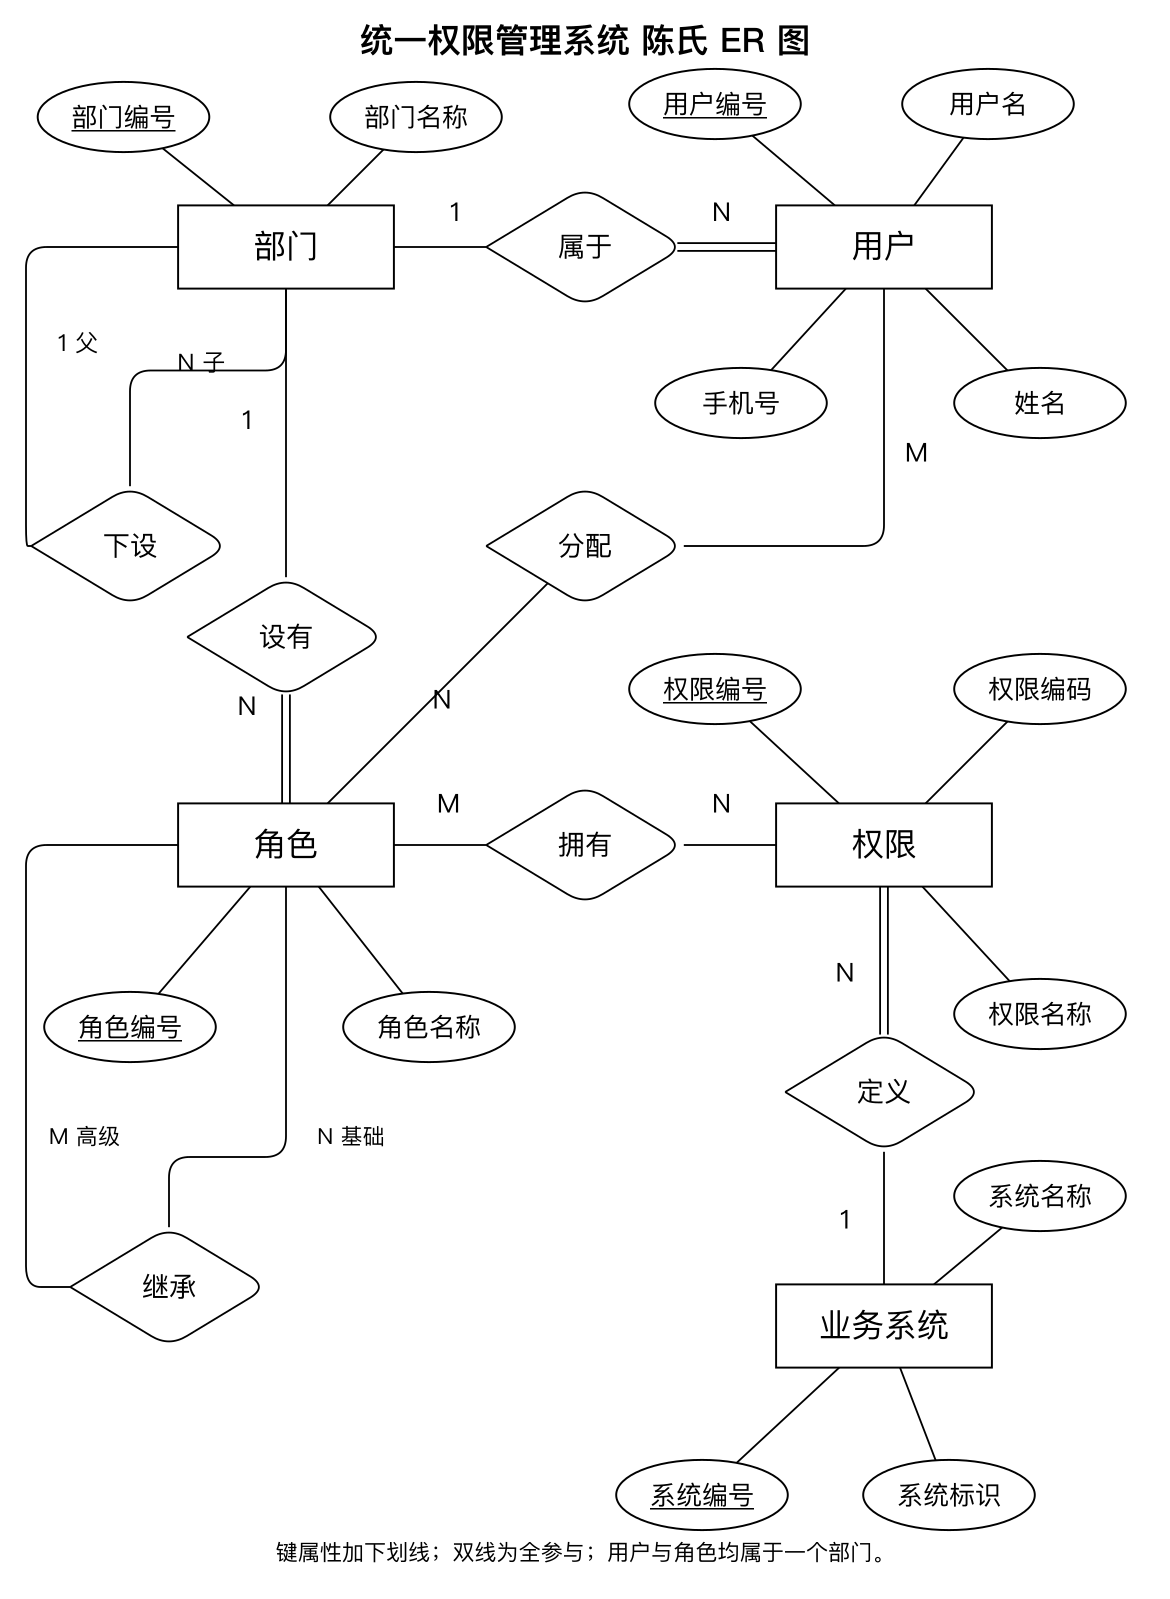 统一权限管理系统 陈氏 ER 图
部门编号
部门名称
用户编号
用户名
部门
1
属于
N
用户
1 父
N 子
1
手机号
姓名
M
下设
分配
设有
N
N
权限编号
权限编码
角色
M
拥有
N
权限
N
角色编号
角色名称
权限名称
定义
M 高级
N 基础
系统名称
1
继承
业务系统
系统编号
系统标识
键属性加下划线；双线为全参与；用户与角色均属于一个部门。